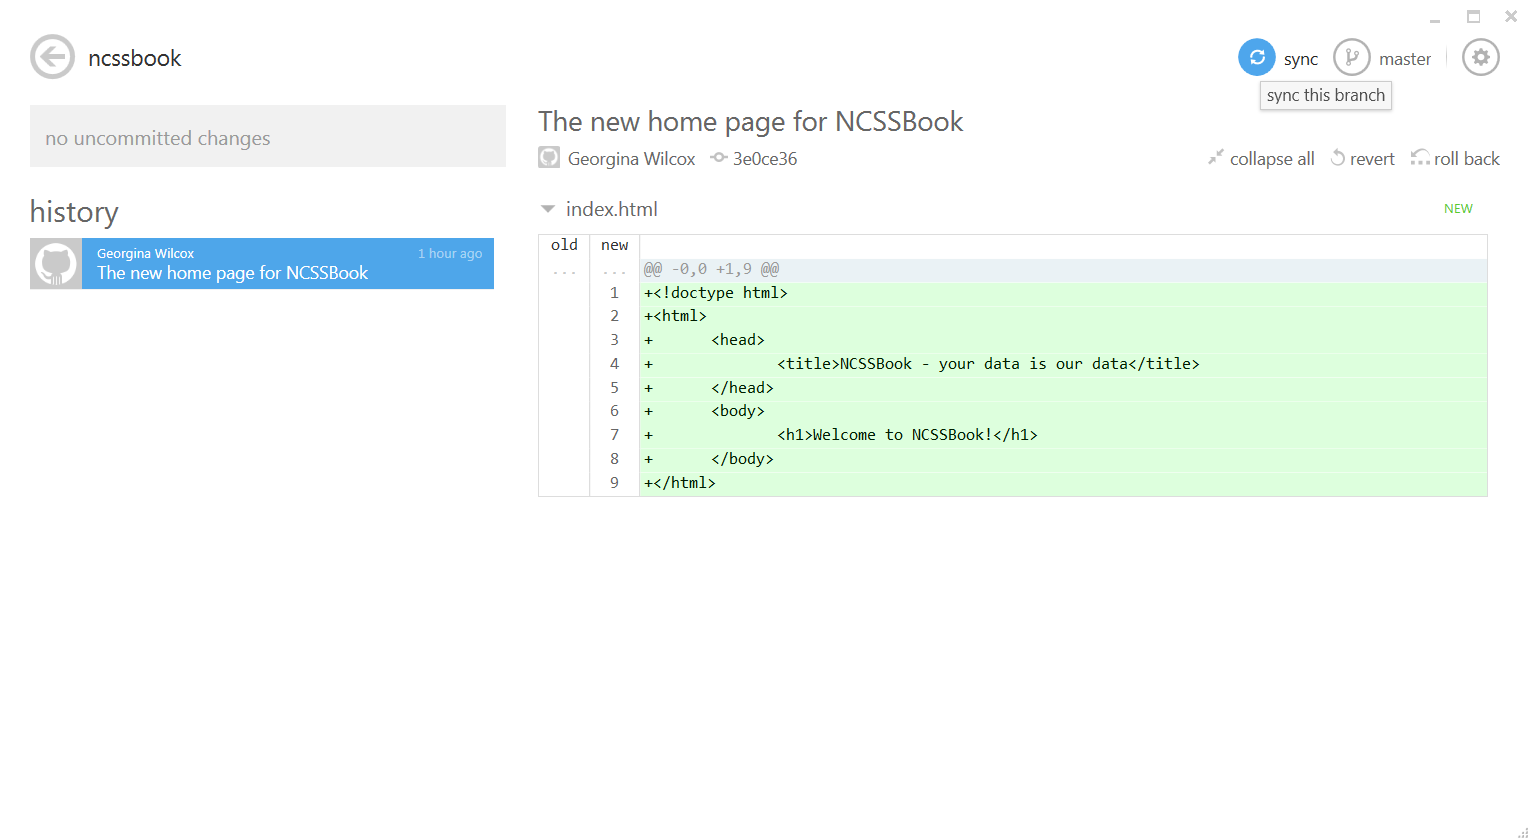 ncssbook
sync
master
sync this branch
no uncommitted changes
history
Georgina Wilcox
1 hour ago
The new home page for NCSSBook
The new home page for NCSSBook
Georgina Wilcox 3e0ce36
collapse all
revert
roll back
index.html
NEW
old new
... ... @@ -0,0 +1,9 @@
1 +<!doctype html>
2 +<html>
3 + <head>
4 + <title>NCSSBook - your data is our data</title>
5 + </head>
6 + <body>
7 + <h1>Welcome to NCSSBook!</h1>
8 + </body>
9 +</html>